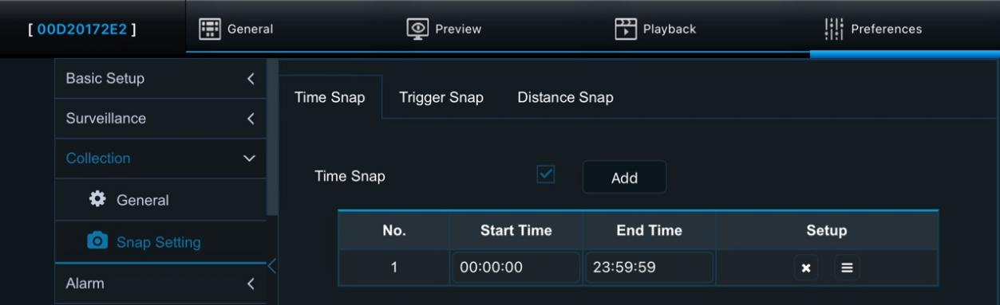 [ 00D20172E2 ] General Preview Playback Preferences
Basic Setup
Surveillance
Collection
General
Snap Setting
Alarm
Time Snap Trigger Snap Distance Snap
Time Snap Add
No. Start Time End Time Setup
1 00:00:00 23:59:59